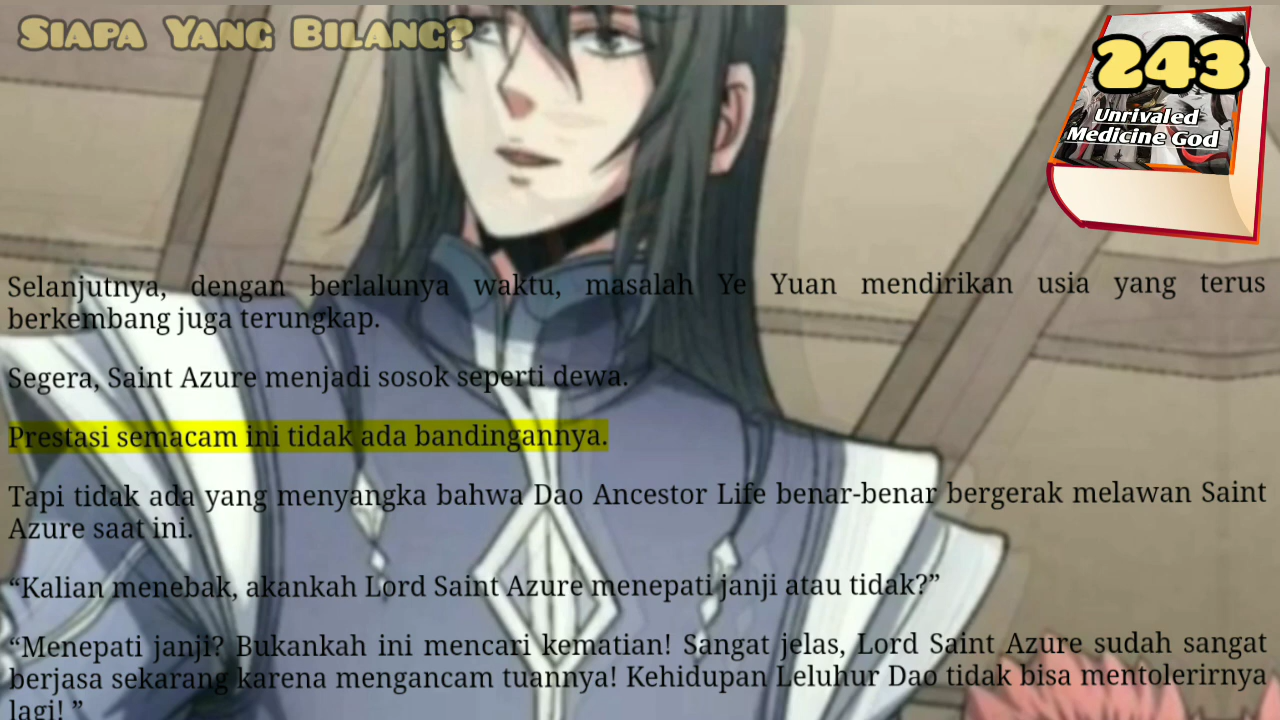 Siapa Yang Bilang?
243
Unrivaled
Medicine God
Selanjutnya, dengan berlalunya waktu, masalah Ye Yuan mendirikan usia yang terus
berkembang juga terungkap.
Segera, Saint Azure menjadi sosok seperti dewa.
Prestasi semacam ini tidak ada bandingannya.
Tapi tidak ada yang menyangka bahwa Dao Ancestor Life benar-benar bergerak melawan Saint
Azure saat ini.
“Kalian menebak, akankah Lord Saint Azure menepati janji atau tidak?”
“Menepati janji? Bukankah ini mencari kematian! Sangat jelas, Lord Saint Azure sudah sangat
berjasa sekarang karena mengancam tuannya! Kehidupan Leluhur Dao tidak bisa mentolerirnya
lagi! ”